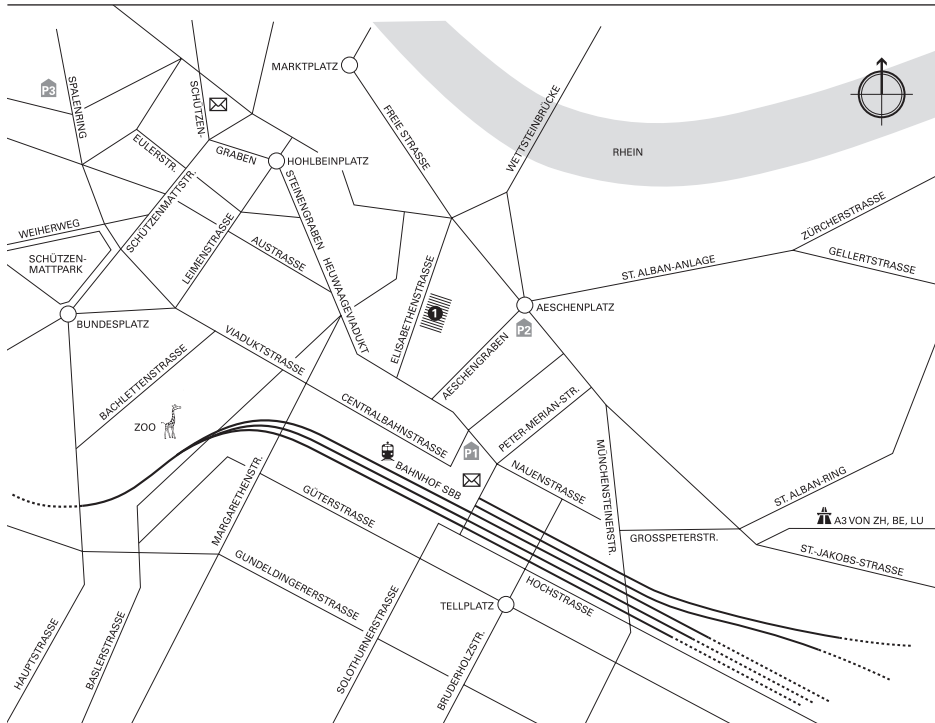 MARKTPLATZ
P3
SPALENRING
SCHÜTZEN-
GRABEN
FREIE STRASSE
WETTSTEINBRÜCKE
RHEIN
EULERSTR.
HOHLBEINPLATZ
STEINENGRABEN
SCHÜTZENMATTSTR.
ZÜRCHERSTRASSE
WEIHERWEG
LEIMENSTRASSE
AUSTRASSE
SCHÜTZEN-
MATTPARK
HEUWAAGEVIADUKT
ELISABETHENSTRASSE
ST. ALBAN-ANLAGE
GELLERTSTRASSE
1
AESCHENPLATZ
P2
BUNDESPLATZ
VIADUKTSTRASSE
AESCHENGRABEN
BACHLETTENSTRASSE
CENTRALBAHNSTRASSE
PETER-MERIAN-STR.
ZOO
P1
BAHNHOF SBB
NAUENSTRASSE
MÜNCHENSTEINERSTR.
ST. ALBAN-RING
MARGARETHENSTR.
GÜTERSTRASSE
A3 VON ZH, BE, LU
GROSSPETERSTR.
ST.-JAKOBS-STRASSE
GUNDELDINGERERSTRASSE
HOCHSTRASSE
TELLPLATZ
HAUPTSTRASSE
BASLERSTRASSE
SOLOTHURNERSTRASSE
BRUDERHOLZSTR.